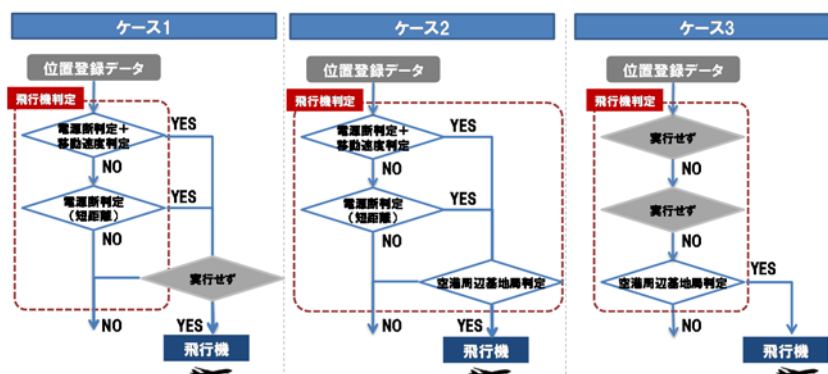 ケース1
位置登録データ
飛行機判定
電源断判定+
移動速度判定
YES
NO
電源断判定
(短距離)
YES
NO
実行せず
NO
YES
飛行機
ケース2
位置登録データ
飛行機判定
電源断判定+
移動速度判定
YES
NO
電源断判定
(短距離)
YES
NO
空港周辺基地局判定
NO
YES
飛行機
ケース3
位置登録データ
飛行機判定
実行せず
NO
実行せず
NO
空港周辺基地局判定
YES
NO
飛行機